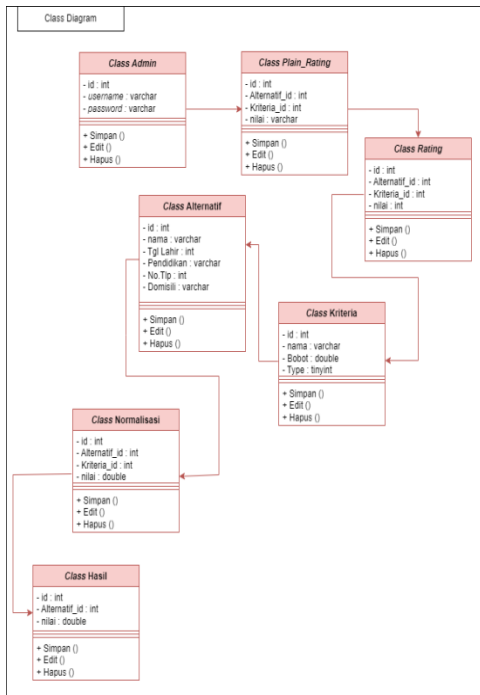 Class Diagram
Class Admin
- id : int
- username : varchar
- password : varchar
+ Simpan ()
+ Edit ()
+ Hapus ()
Class Plain_Rating
- id : int
- Alternatif_id : int
- Kriteria_id : int
- nilai : varchar
+ Simpan ()
+ Edit ()
+ Hapus ()
Class Rating
- id : int
- Alternatif_id : int
- Kriteria_id : int
- nilai : int
+ Simpan ()
+ Edit ()
+ Hapus ()
Class Alternatif
- id : int
- nama : varchar
- Tgl Lahir : int
- Pendidikan : varchar
- No.Tlp : int
- Domisili : varchar
+ Simpan ()
+ Edit ()
+ Hapus ()
Class Kriteria
- id : int
- nama : varchar
- Bobot : double
- Type : tinyint
+ Simpan ()
+ Edit ()
+ Hapus ()
Class Normalisasi
- id : int
- Alternatif_id : int
- Kriteria_id : int
- nilai : double
+ Simpan ()
+ Edit ()
+ Hapus ()
Class Hasil
- id : int
- Alternatif_id : int
- nilai : double
+ Simpan ()
+ Edit ()
+ Hapus ()